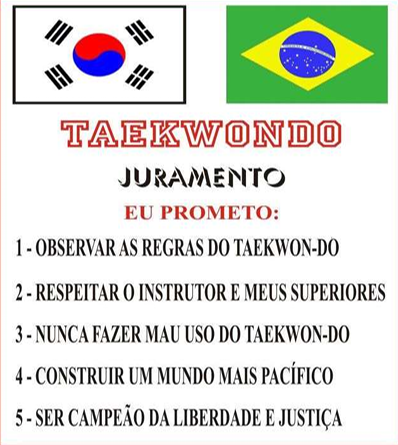 TAEKWONDO
JURAMENTO
EU PROMETO:
1 - OBSERVAR AS REGRAS DO TAEKWON-DO
2 - RESPEITAR O INSTRUTOR E MEUS SUPERIORES
3 - NUNCA FAZER MAU USO DO TAEKWON-DO
4 - CONSTRUIR UM MUNDO MAIS PACÍFICO
5 - SER CAMPEÃO DA LIBERDADE E JUSTIÇA